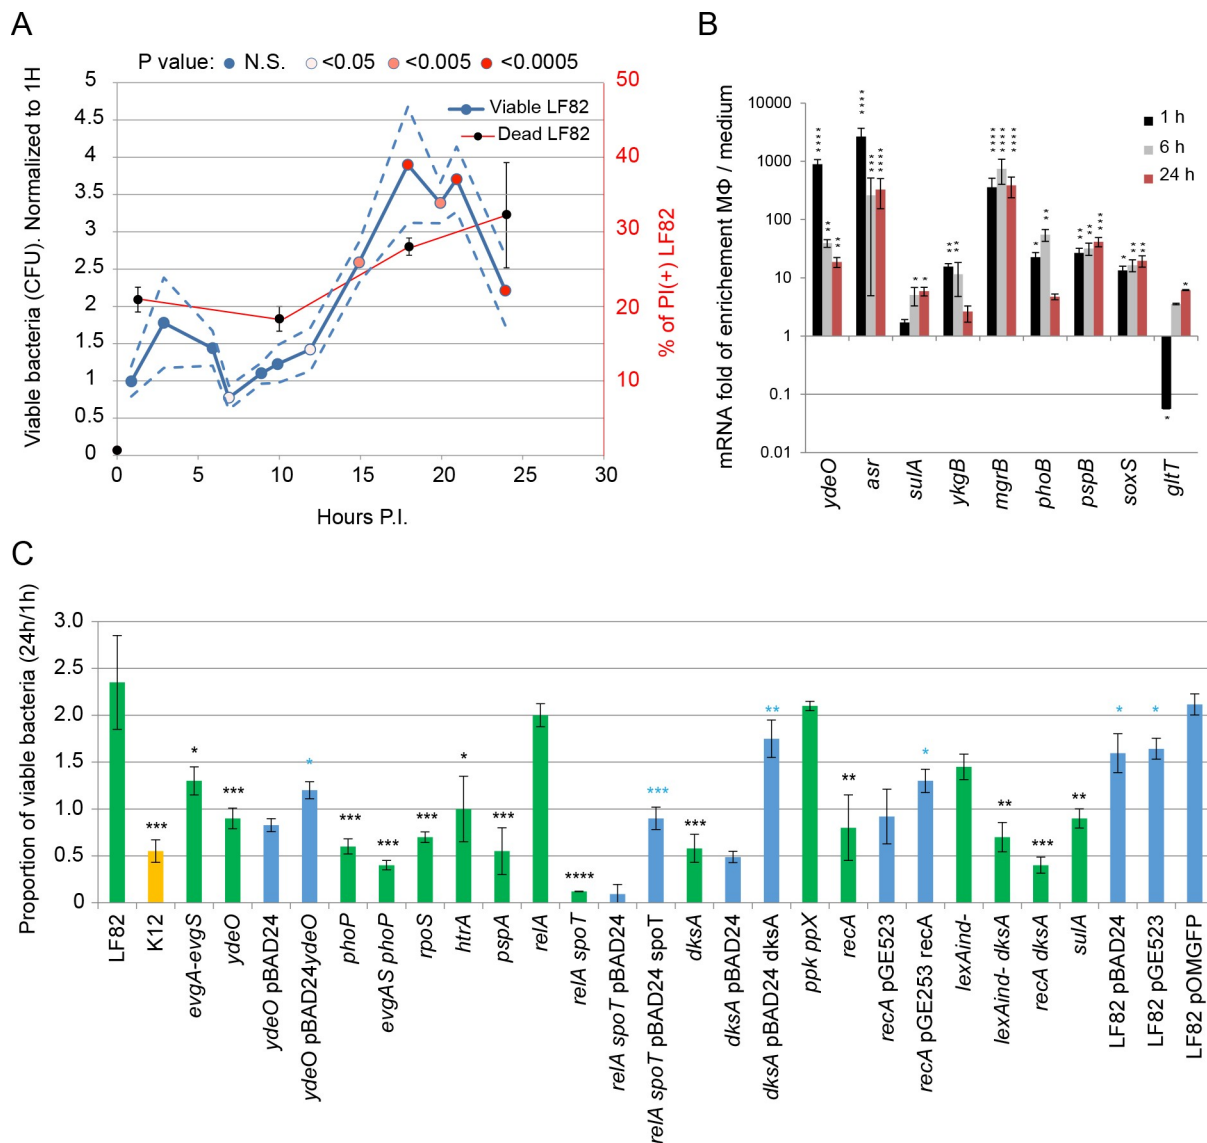 A
P value: N.S. <0.05 <0.005 <0.0005
Viable bacteria (CFU). Normalized to 1H
5
4.5
4
3.5
3
2.5
2
1.5
1
0.5
0
Viable LF82
Dead LF82
50
40
30
20
10
% of PI(+) LF82
0 5 10 15 20 25 30
Hours P.I.
B
mRNA fold of enrichement MΦ / medium
10000
1000
100
10
1
0.1
0.01
1 h
6 h
24 h
**** ** ** **** **** **** * * ** ** **** **** **** * ** ** ** *** * ** ** * *
ydeO asr sulA ykgB mgrB phoB pspB soxS gltT
C
Proportion of viable bacteria (24h/1h)
3.0
2.5
2.0
1.5
1.0
0.5
0
*** * *** * *** *** *** * *** **** *** *** ** ** * ** *** ** * *
LF82
K12
evgA-evgS
ydeO
ydeO pBAD24
ydeO pBAD24ydeO
phoP
evgAS phoP
rpoS
htrA
pspA
relA
relA spoT
relA spoT pBAD24
relA spoT pBAD24 spoT
dksA
dksA pBAD24
dksA pBAD24 dksA
ppk ppX
recA
recA pGE523
recA pGE253 recA
lexAind-
lexAind- dksA
recA dksA
sulA
LF82 pBAD24
LF82 pGE523
LF82 pOMGFP